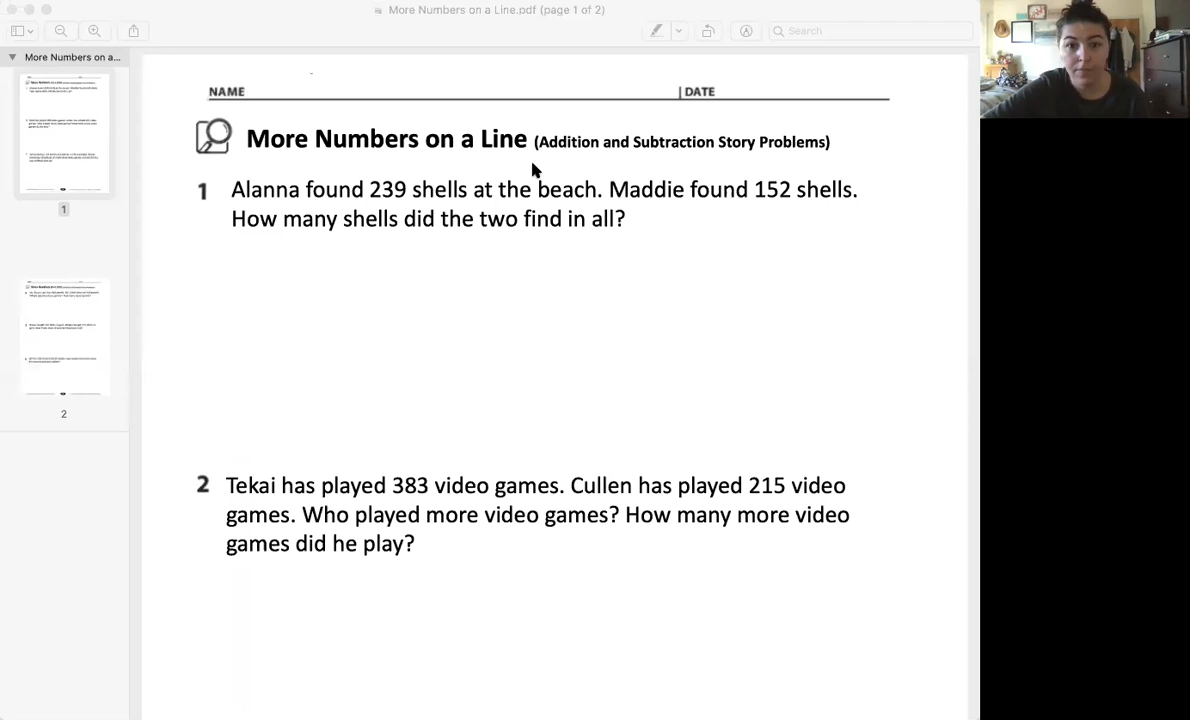 More Numbers on a Line.pdf (page 1 of 2)
Search
More Numbers on a...
1
2
NAME
DATE
More Numbers on a Line (Addition and Subtraction Story Problems)
1 Alanna found 239 shells at the beach. Maddie found 152 shells.
How many shells did the two find in all?
2 Tekai has played 383 video games. Cullen has played 215 video
games. Who played more video games? How many more video
games did he play?